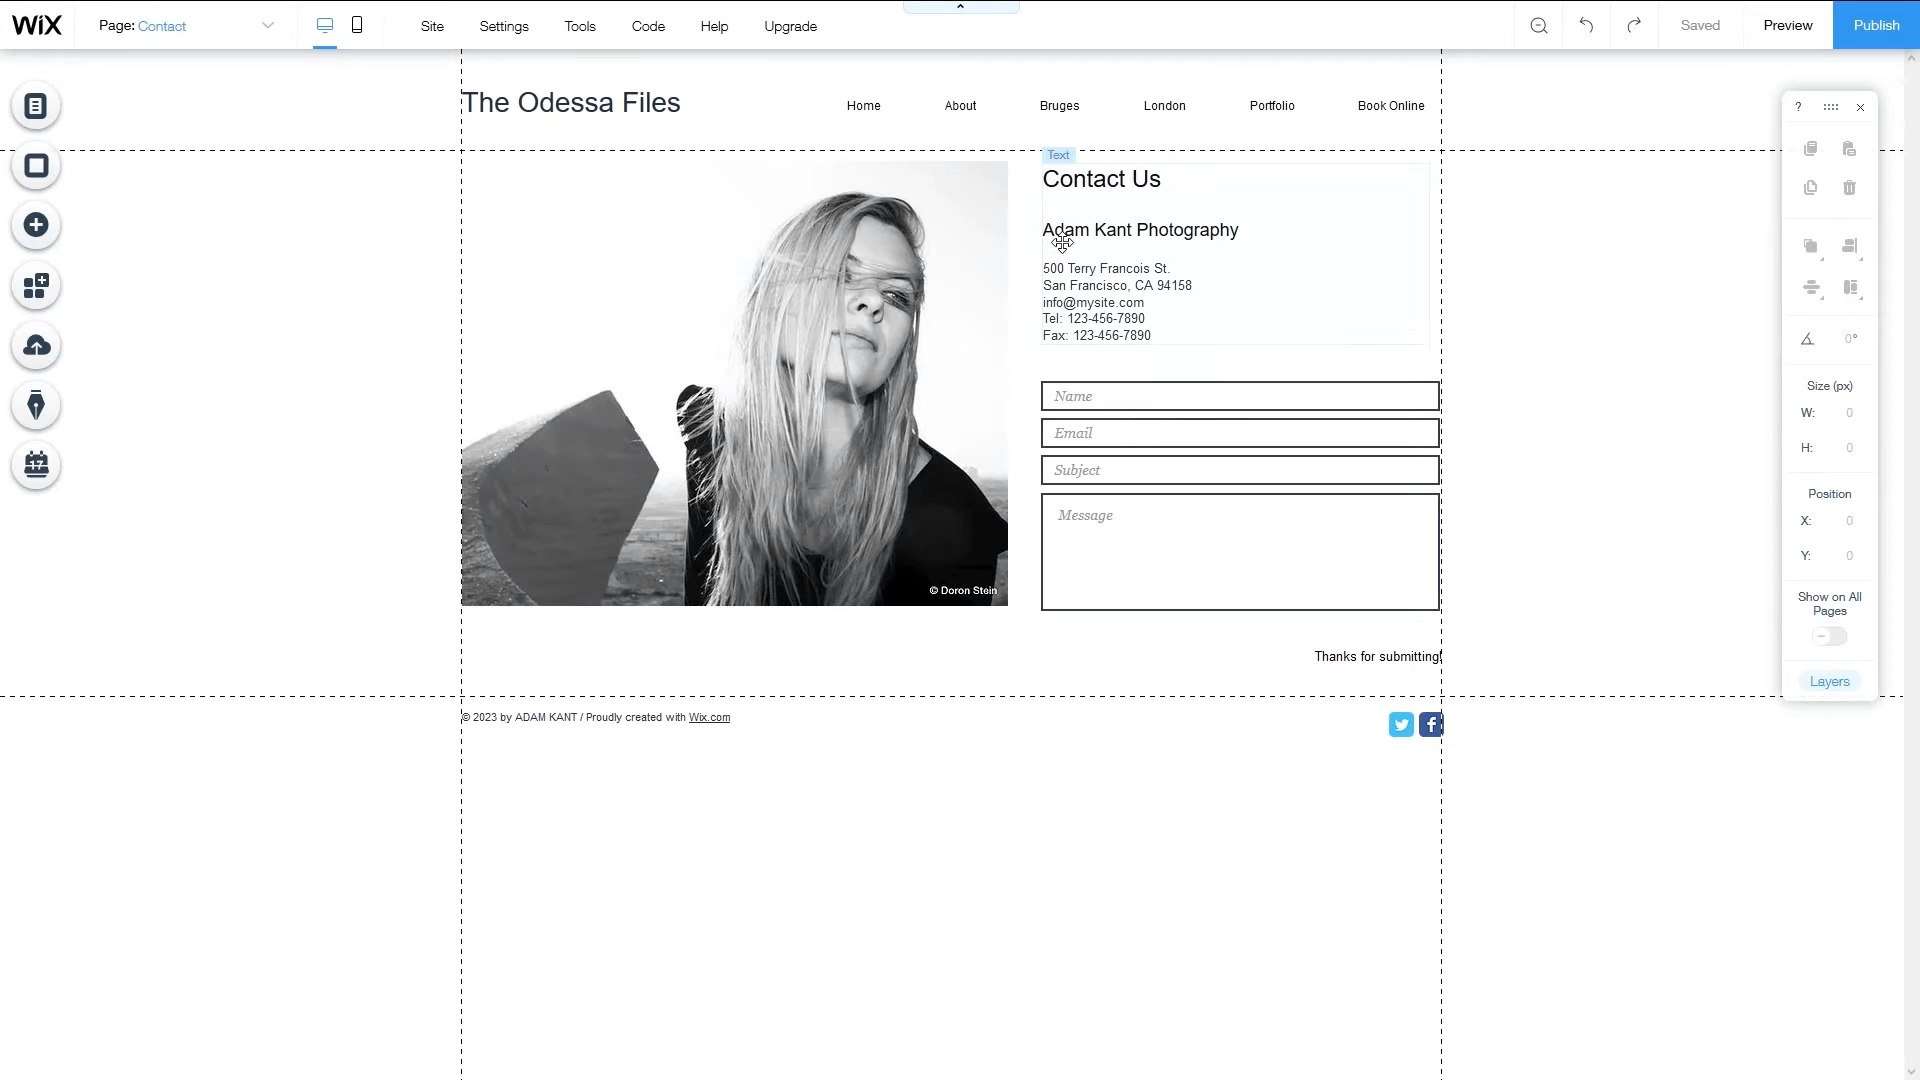 WiX
Page: Contact
Site
Settings
Tools
Code
Help
Upgrade
Saved
Preview
Publish
The Odessa Files
Home
About
Bruges
London
Portfolio
Book Online
Text
Contact Us
Adam Kant Photography
500 Terry Francois St.
San Francisco, CA 94158
info@mysite.com
Tel: 123-456-7890
Fax: 123-456-7890
Name
Email
Subject
Message
© Doron Stein
Thanks for submitting!
© 2023 by ADAM KANT / Proudly created with Wix.com
17
?
0°
Size (px)
W: 0
H: 0
Position
X: 0
Y: 0
Show on All
Pages
Layers